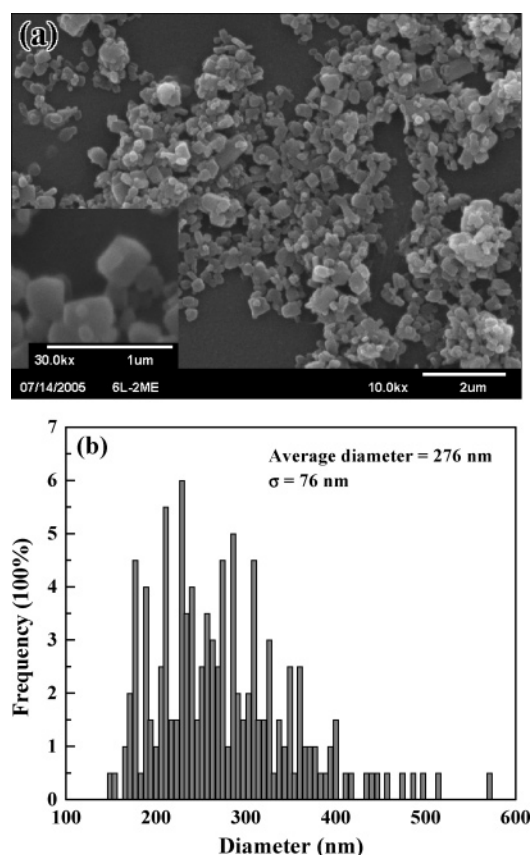 (a)
30.0kx 1um
07/14/2005 6L-2ME 10.0kx 2um
(b)
Average diameter = 276 nm
σ = 76 nm
Frequency (100%)
7
6
5
4
3
2
1
0
100 200 300 400 500 600
Diameter (nm)